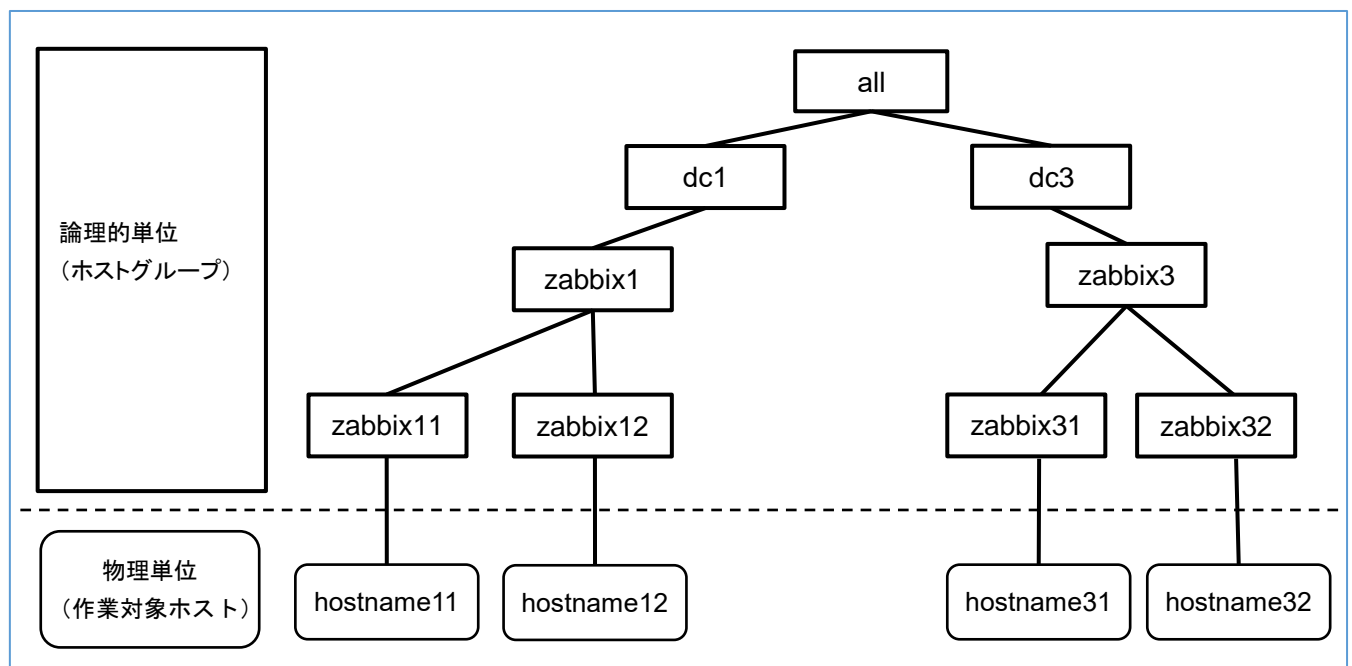 all
dc1
dc3
論理的単位
（ホストグループ）
zabbix1
zabbix3
zabbix11
zabbix12
zabbix31
zabbix32
物理単位
（作業対象ホスト）
hostname11
hostname12
hostname31
hostname32